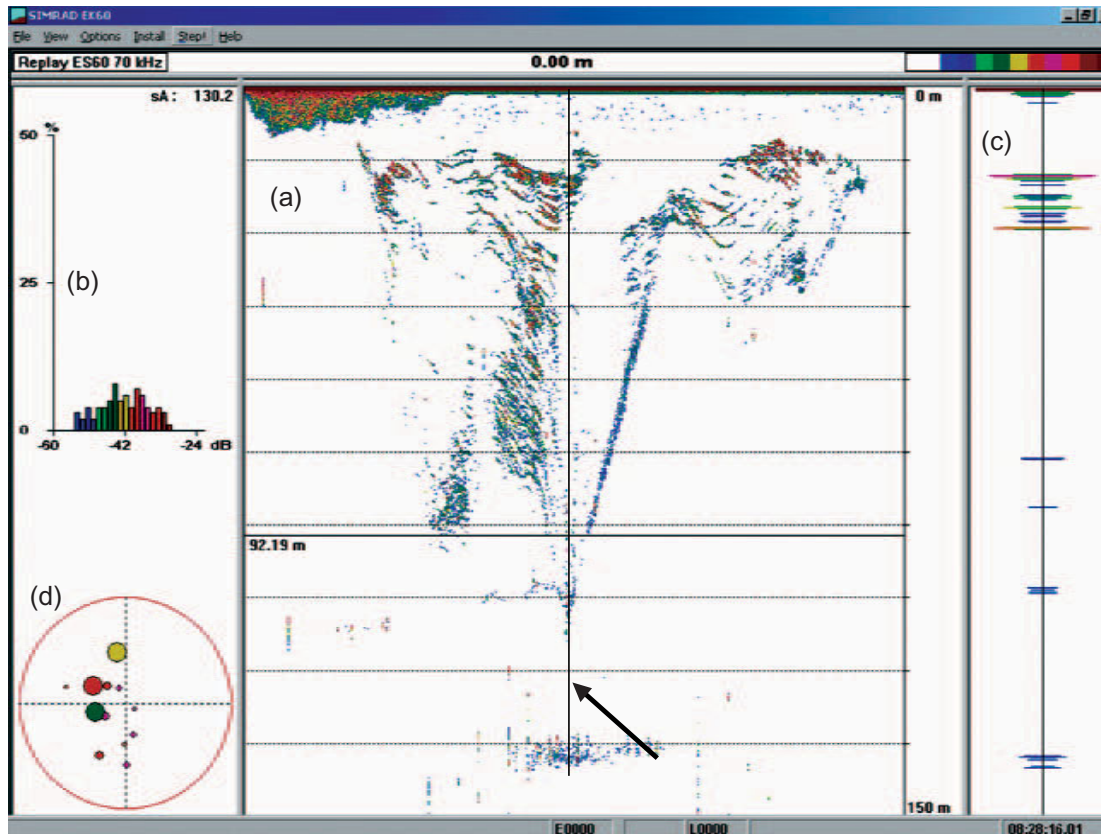 SIMRAD EK60
File View Options Install Step! Help
Replay ES60 70 kHz
0.00 m
sA: 130.2
0 m
(c)
50 %
(a)
25
(b)
0
-60 -42 -24 dB
92.19 m
(d)
150 m
E0000 L0000 08:28:16.01